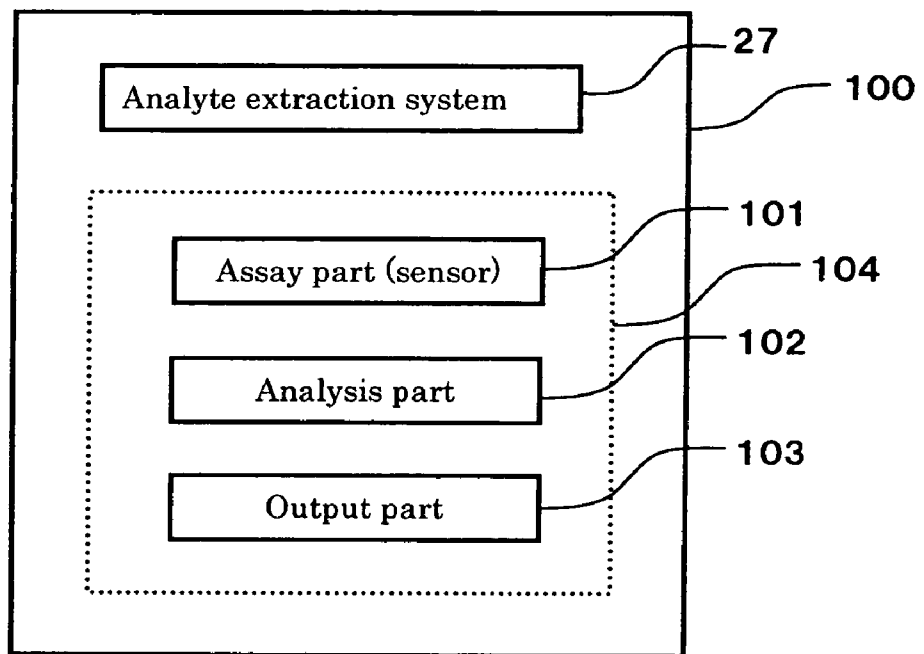 27
Analyte extraction system
100
101
Assay part (sensor)
104
102
Analysis part
103
Output part